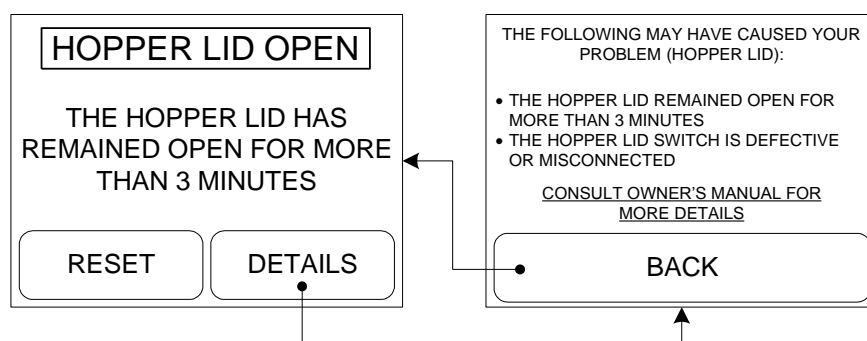 HOPPER LID OPEN
THE HOPPER LID HAS
REMAINED OPEN FOR MORE
THAN 3 MINUTES
RESET
DETAILS
THE FOLLOWING MAY HAVE CAUSED YOUR
PROBLEM (HOPPER LID):
• THE HOPPER LID REMAINED OPEN FOR
MORE THAN 3 MINUTES
• THE HOPPER LID SWITCH IS DEFECTIVE
OR MISCONNECTED
CONSULT OWNER'S MANUAL FOR
MORE DETAILS
BACK